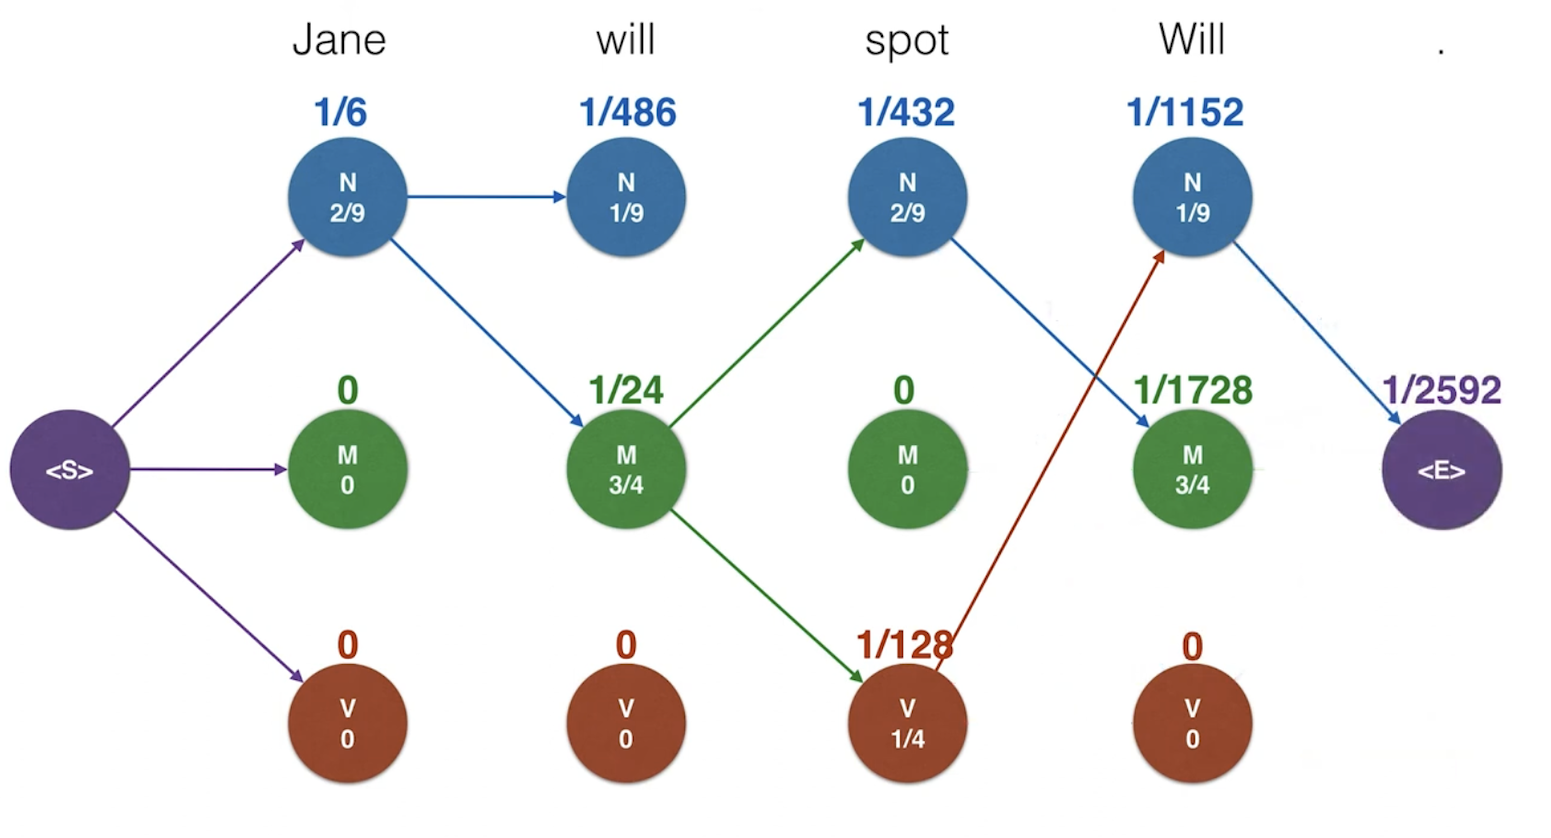 Jane will spot Will .
1/6 1/486 1/432 1/1152
N N N N
2/9 1/9 2/9 1/9
0 1/24 0 1/1728 1/2592
<S> M M M M <E>
0 3/4 0 3/4
0 0 1/128 0
V V V V
0 0 1/4 0